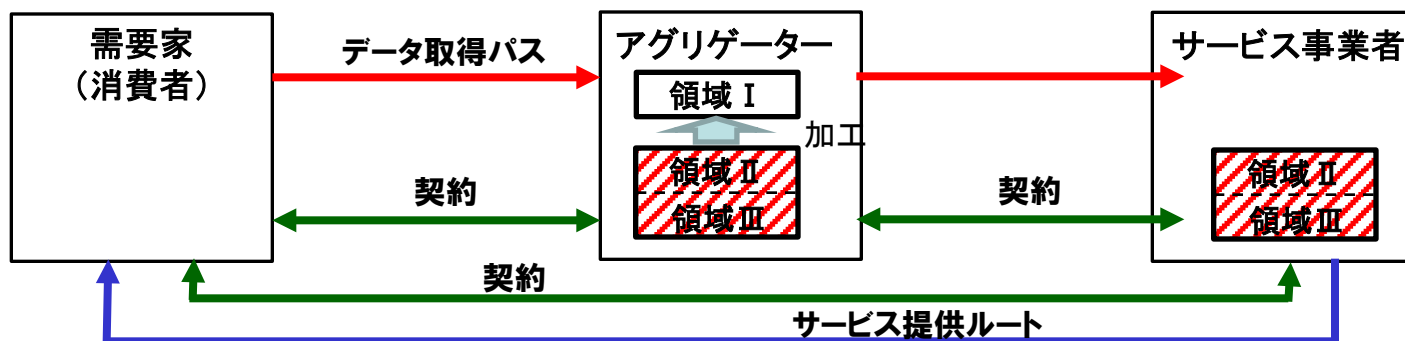 需要家
（消費者）
データ取得パス
アグリゲーター
領域Ⅰ
加工
領域Ⅱ
領域Ⅲ
サービス事業者
領域Ⅱ
領域Ⅲ
契約
契約
契約
サービス提供ルート